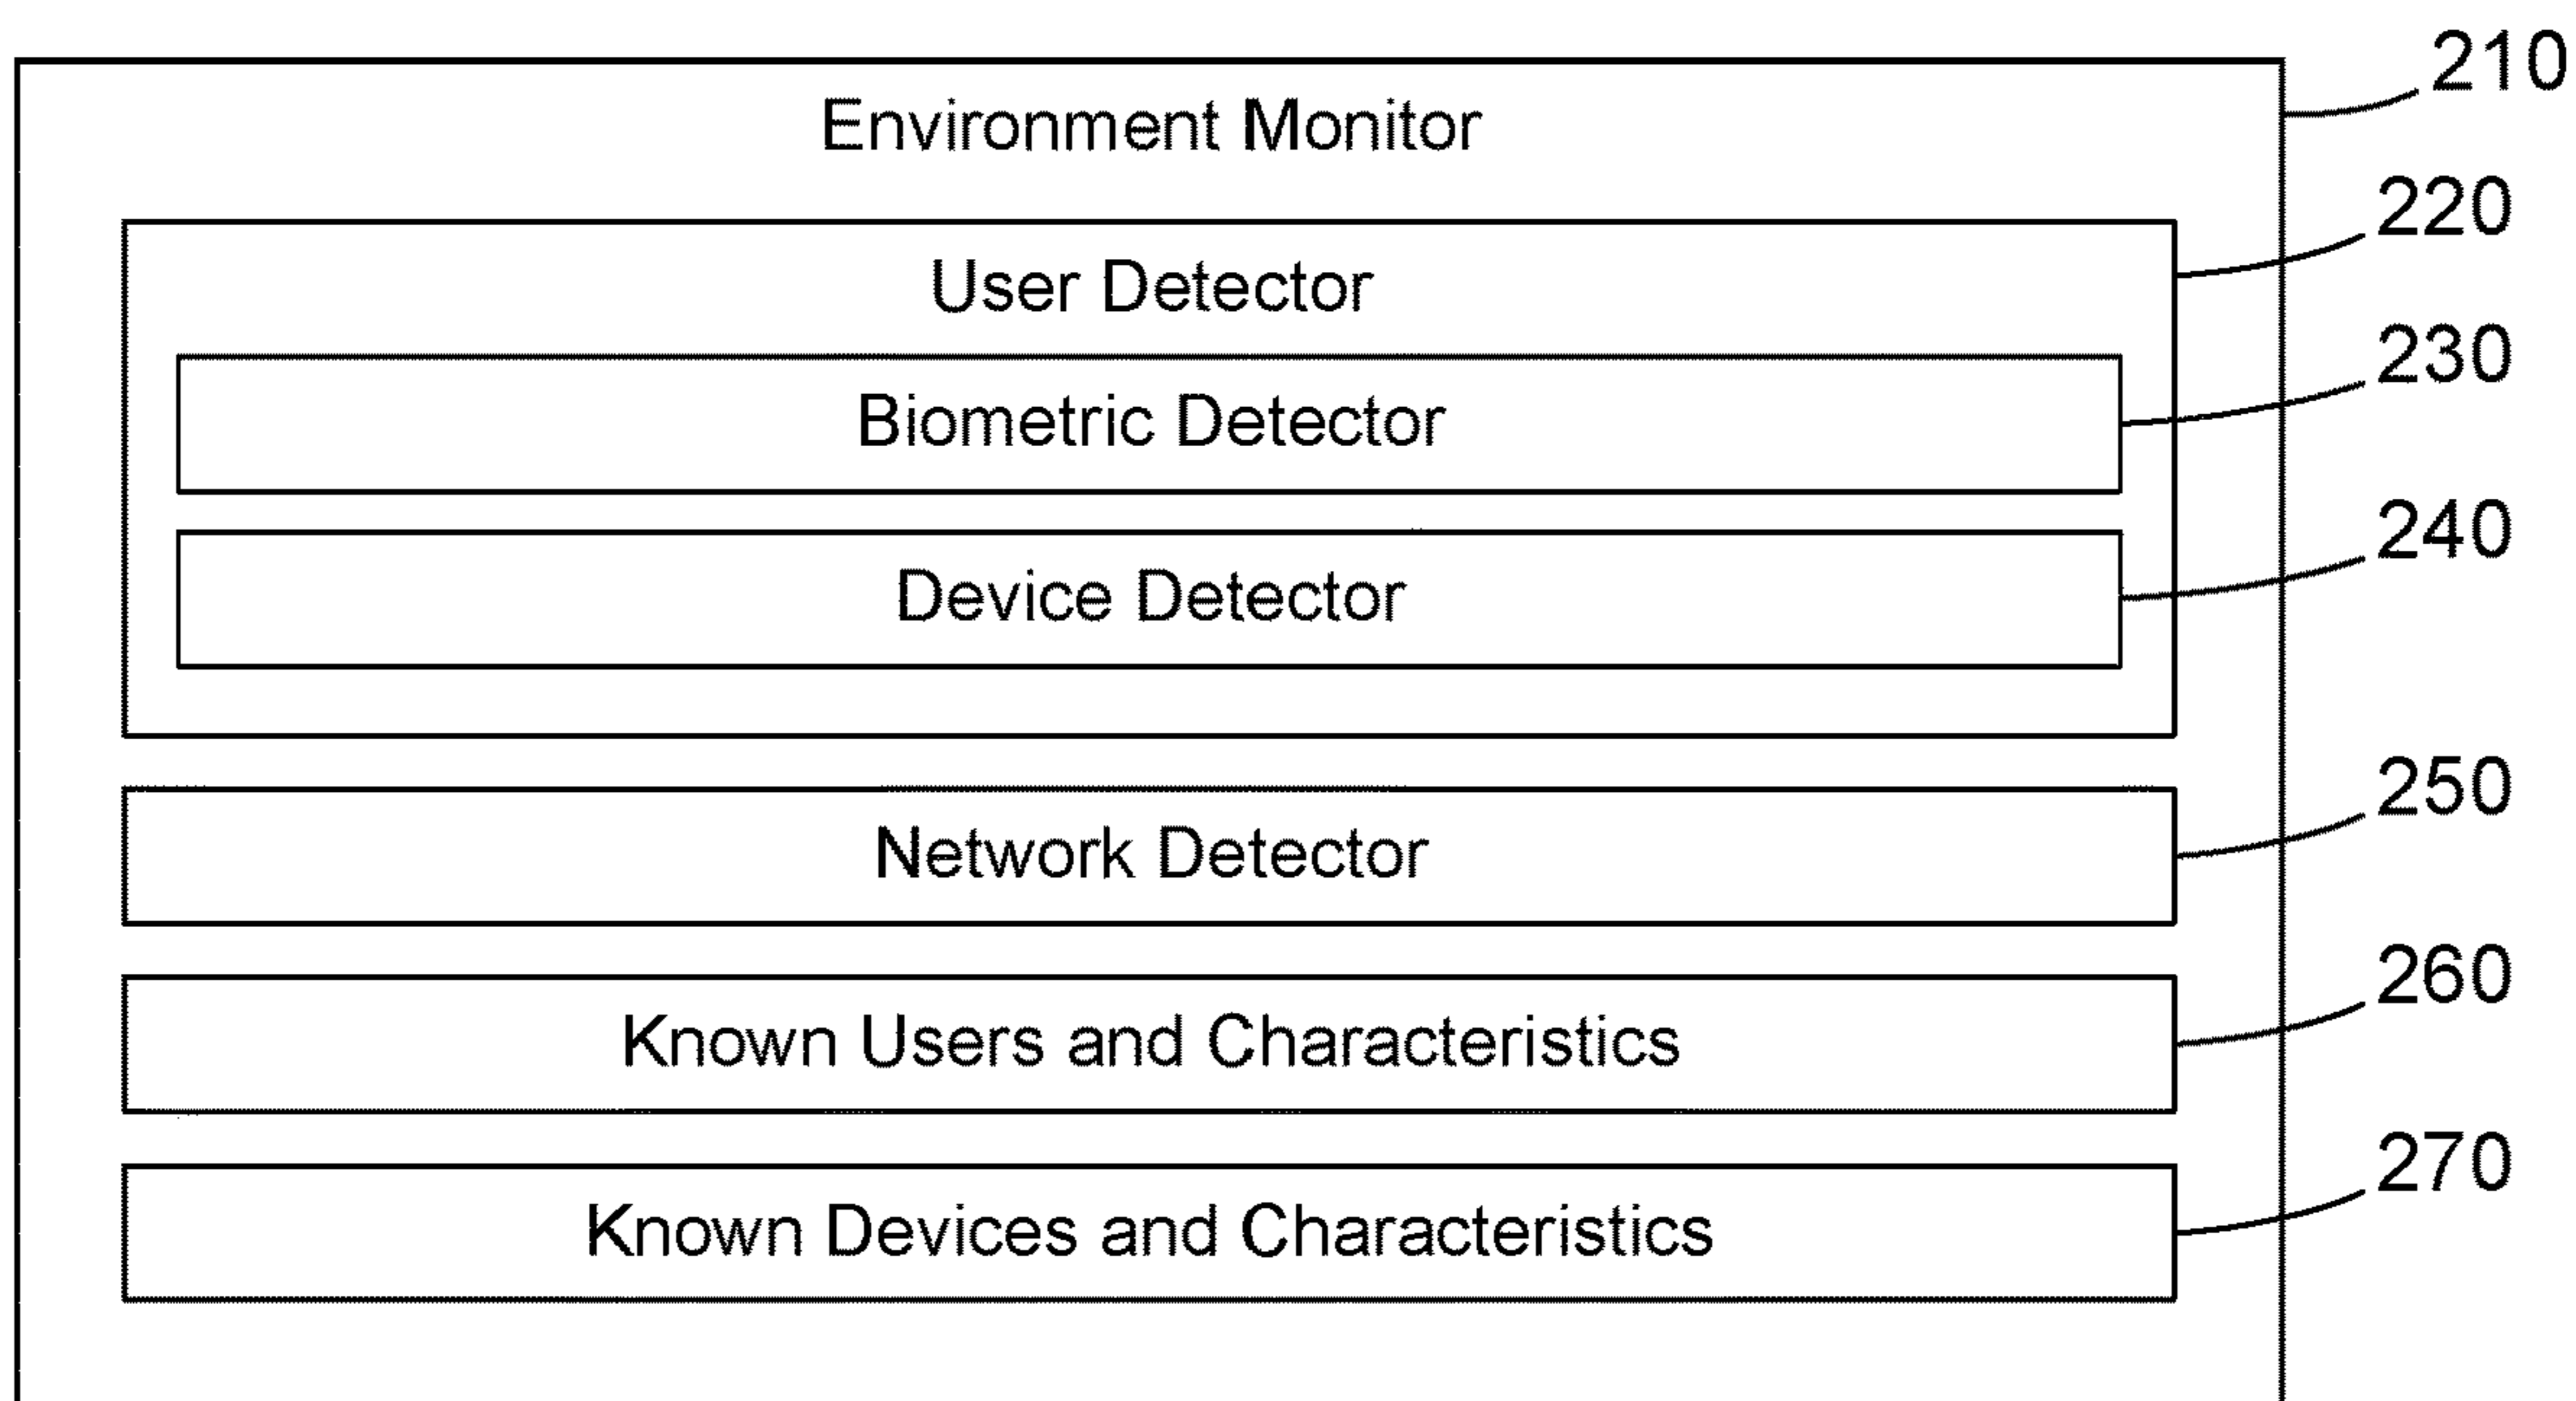 210
Environment Monitor
220
User Detector
230
Biometric Detector
240
Device Detector
250
Network Detector
260
Known Users and Characteristics
270
Known Devices and Characteristics